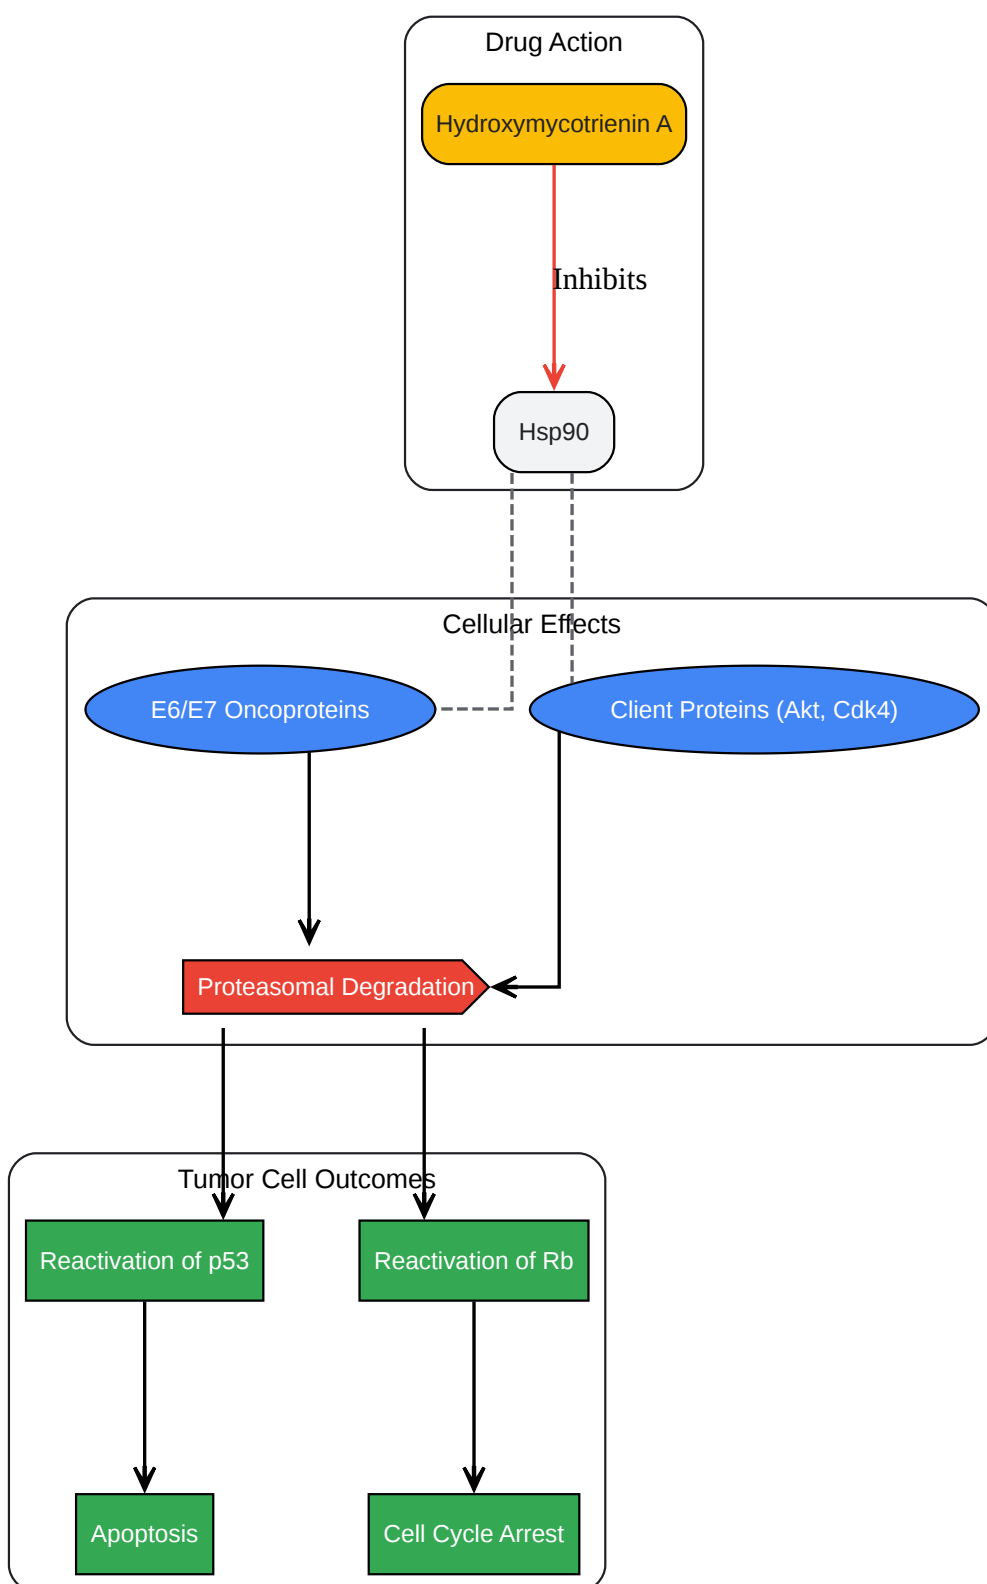 Drug Action
Hydroxymycotrienin A
Inhibits
Hsp90
Cellular Effects
E6/E7 Oncoproteins
Client Proteins (Akt, Cdk4)
Proteasomal Degradation
Tumor Cell Outcomes
Reactivation of p53
Reactivation of Rb
Apoptosis
Cell Cycle Arrest